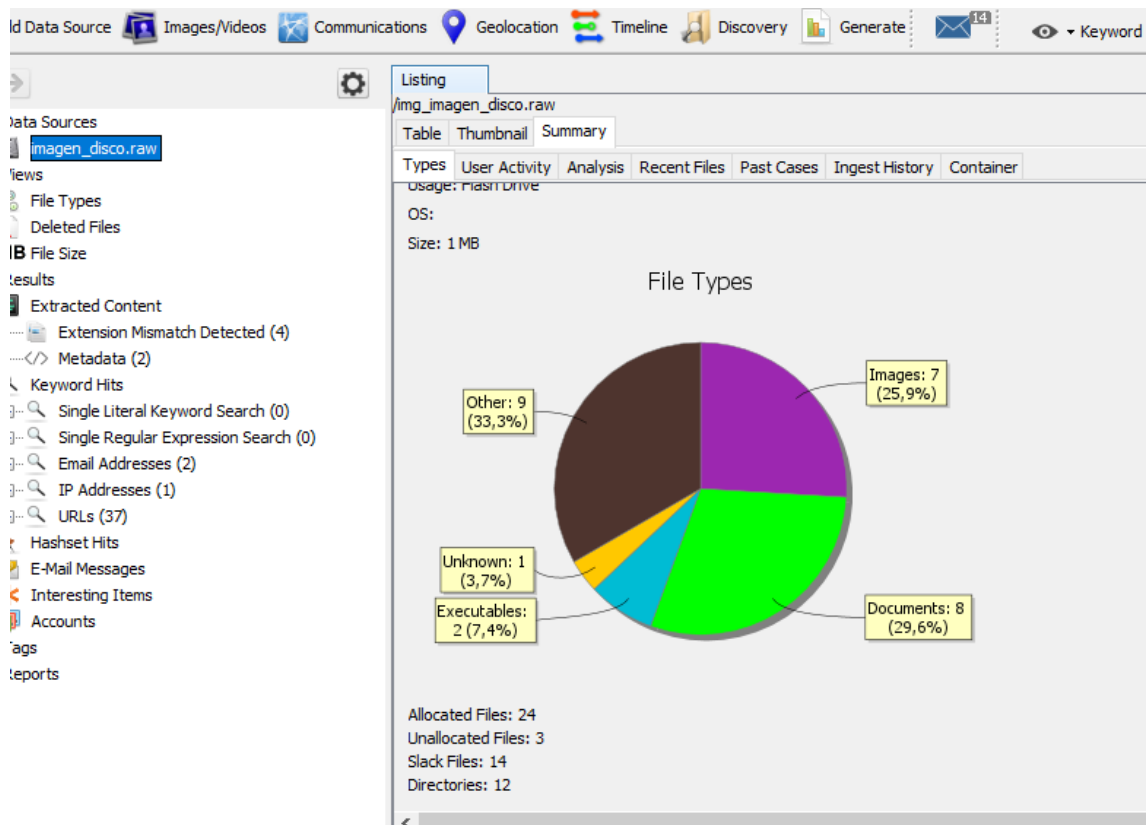 ld Data Source Images/Videos Communications Geolocation Timeline Discovery Generate 14 Keyword
Listing
/img_imagen_disco.raw
Table Thumbnail Summary
Types User Activity Analysis Recent Files Past Cases Ingest History Container
Usage: Flash Drive
OS:
Size: 1 MB
Data Sources
imagen_disco.raw
Views
File Types
Deleted Files
MB File Size
Results
Extracted Content
Extension Mismatch Detected (4)
Metadata (2)
Keyword Hits
Single Literal Keyword Search (0)
Single Regular Expression Search (0)
Email Addresses (2)
IP Addresses (1)
URLs (37)
Hashset Hits
E-Mail Messages
Interesting Items
Accounts
Tags
Reports
File Types
Images: 7
(25,9%)
Other: 9
(33,3%)
Unknown: 1
(3,7%)
Executables:
2 (7,4%)
Documents: 8
(29,6%)
Allocated Files: 24
Unallocated Files: 3
Slack Files: 14
Directories: 12